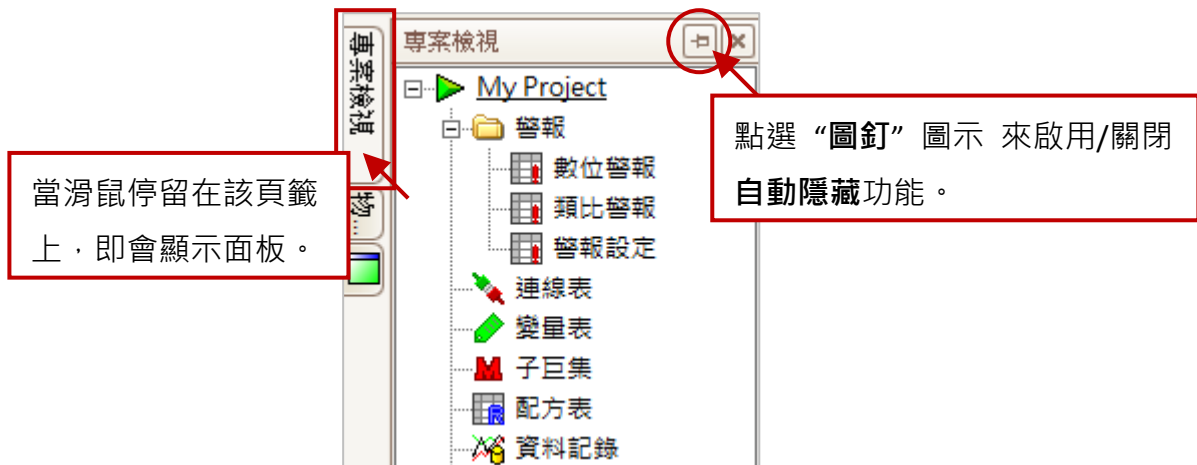 專案檢視
物...
專案檢視
My Project
警報
數位警報
類比警報
警報設定
連線表
變量表
子巨集
配方表
資料記錄
當滑鼠停留在該頁籤
上，即會顯示面板。
點選 “圖釘” 圖示 來啟用/關閉
自動隱藏功能。